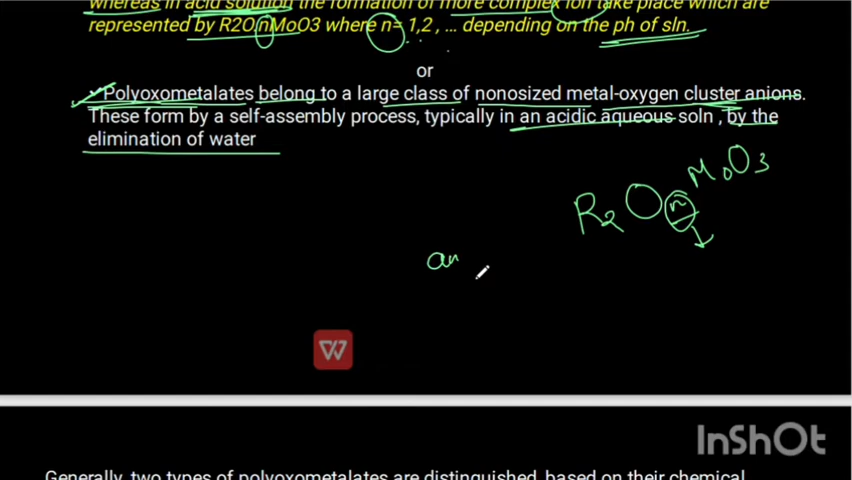 whereas in acid solution the formation of more complex ion take place which are
represented by R2O nMoO3 where n= 1,2 , ... depending on the ph of sln.
or
Polyoxometalates belong to a large class of nonosized metal-oxygen cluster anions.
These form by a self-assembly process, typically in an acidic aqueous soln , by the
elimination of water
R2 O n MoO3
an
W
InShOt
Generally, two types of polyoxometalates are distinguished, based on their chemical